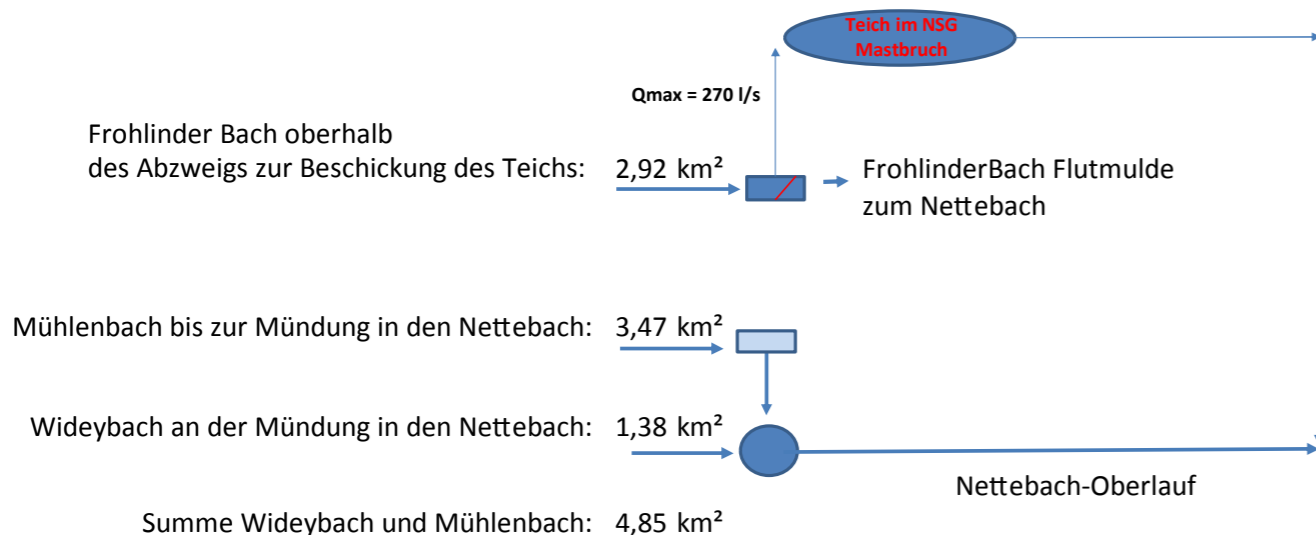 Teich im NSG
Mastbruch
Qmax = 270 l/s
Frohlinder Bach oberhalb
des Abzweigs zur Beschickung des Teichs: 2,92 km²
FrohlinderBach Flutmulde
zum Nettebach
Mühlenbach bis zur Mündung in den Nettebach: 3,47 km²
Wideybach an der Mündung in den Nettebach: 1,38 km²
Nettebach-Oberlauf
Summe Wideybach und Mühlenbach: 4,85 km²